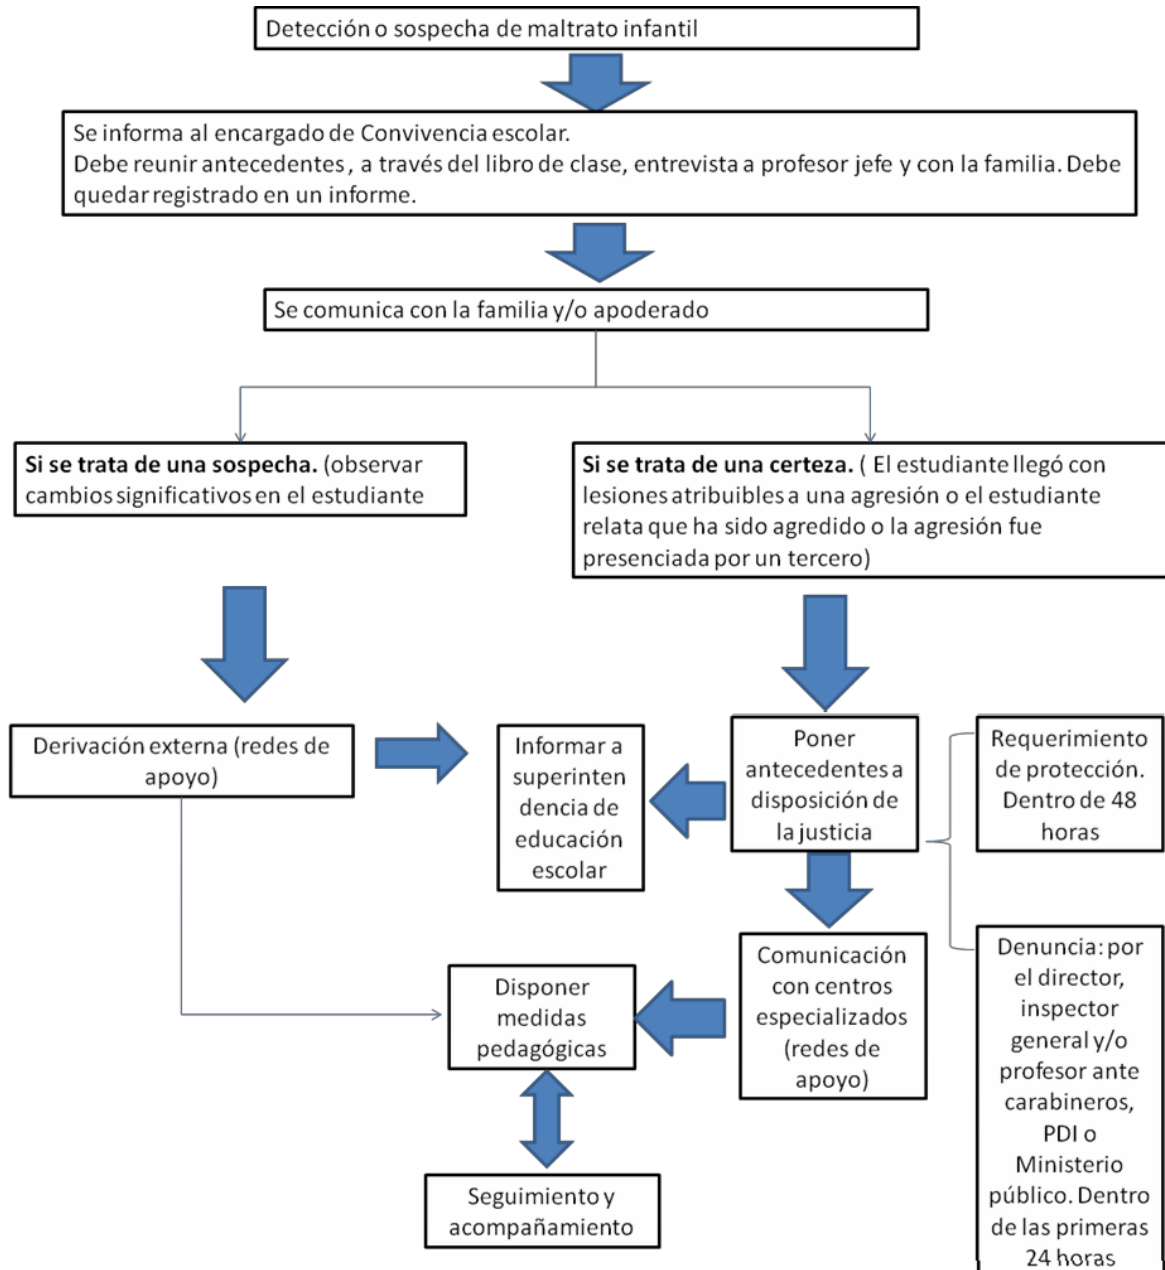 Detección o sospecha de maltrato infantil
Se informa al encargado de Convivencia escolar.
Debe reunir antecedentes , a través del libro de clase, entrevista a profesor jefe y con la familia. Debe
quedar registrado en un informe.
Se comunica con la familia y/o apoderado
Si se trata de una sospecha. (observar
cambios significativos en el estudiante
Si se trata de una certeza. ( El estudiante llegó con
lesiones atribuibles a una agresión o el estudiante
relata que ha sido agredido o la agresión fue
presenciada por un tercero)
Derivación externa (redes de
apoyo)
Informar a
superinten
dencia de
educación
escolar
Poner
antecedentes a
disposición de
la justicia
Requerimiento
de protección.
Dentro de 48
horas
Disponer
medidas
pedagógicas
Comunicación
con centros
especializados
(redes de
apoyo)
Denuncia: por
el director,
inspector
general y/o
profesor ante
carabineros,
PDI o
Ministerio
público. Dentro
de las primeras
24 horas
Seguimiento y
acompañamiento